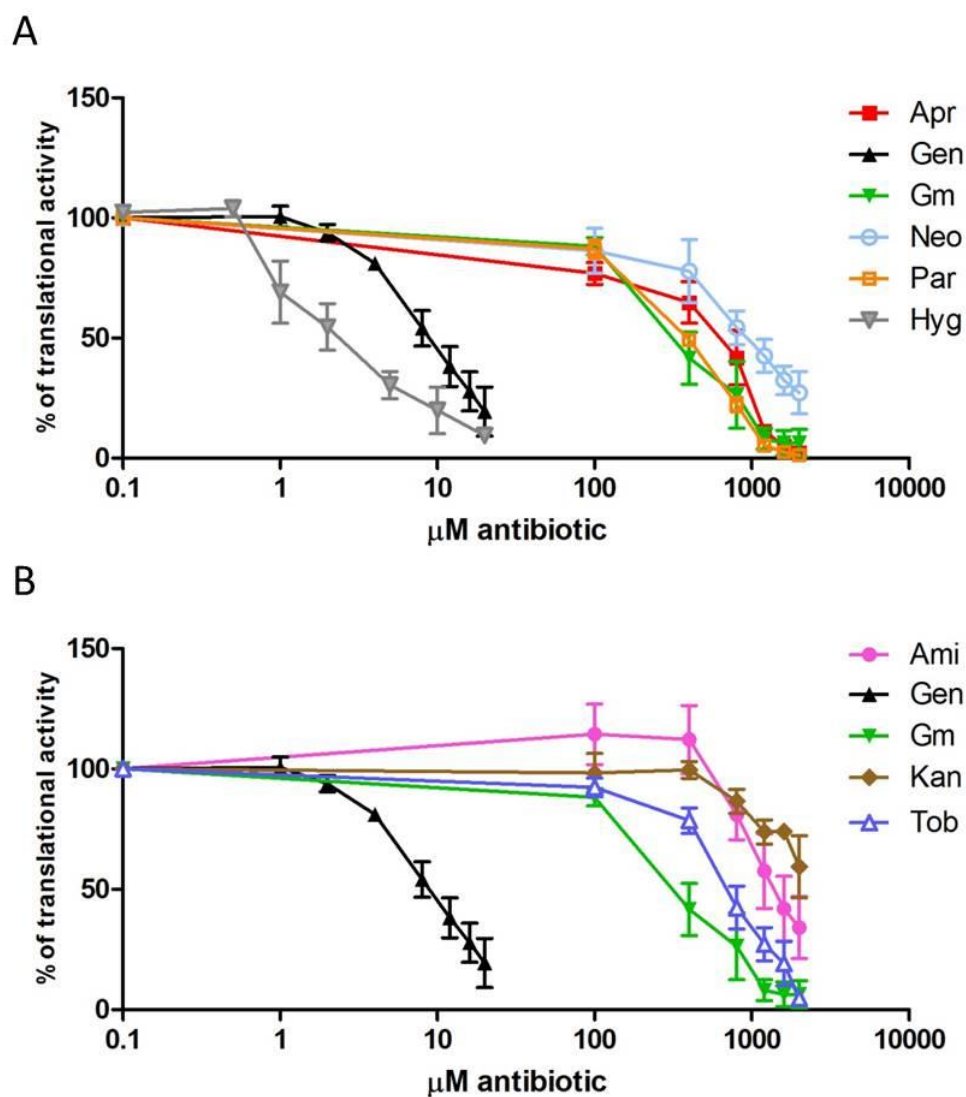 A
% of translational activity
150
100
50
0
0.1 1 10 100 1000 10000
μM antibiotic
Apr
Gen
Gm
Neo
Par
Hyg
B
% of translational activity
150
100
50
0
0.1 1 10 100 1000 10000
μM antibiotic
Ami
Gen
Gm
Kan
Tob